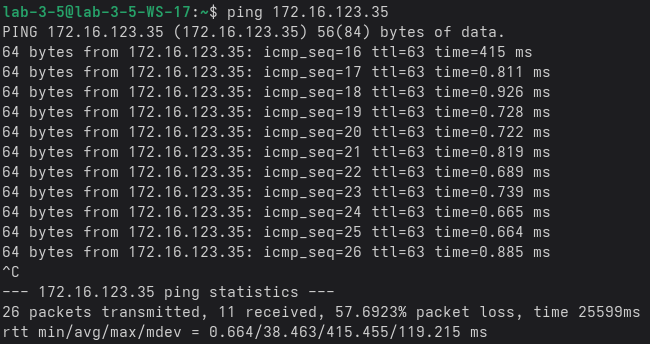 lab-3-5@lab-3-5-WS-17:~$ ping 172.16.123.35
PING 172.16.123.35 (172.16.123.35) 56(84) bytes of data.
64 bytes from 172.16.123.35: icmp_seq=16 ttl=63 time=415 ms
64 bytes from 172.16.123.35: icmp_seq=17 ttl=63 time=0.811 ms
64 bytes from 172.16.123.35: icmp_seq=18 ttl=63 time=0.926 ms
64 bytes from 172.16.123.35: icmp_seq=19 ttl=63 time=0.728 ms
64 bytes from 172.16.123.35: icmp_seq=20 ttl=63 time=0.722 ms
64 bytes from 172.16.123.35: icmp_seq=21 ttl=63 time=0.819 ms
64 bytes from 172.16.123.35: icmp_seq=22 ttl=63 time=0.689 ms
64 bytes from 172.16.123.35: icmp_seq=23 ttl=63 time=0.739 ms
64 bytes from 172.16.123.35: icmp_seq=24 ttl=63 time=0.665 ms
64 bytes from 172.16.123.35: icmp_seq=25 ttl=63 time=0.664 ms
64 bytes from 172.16.123.35: icmp_seq=26 ttl=63 time=0.885 ms
^C
--- 172.16.123.35 ping statistics ---
26 packets transmitted, 11 received, 57.6923% packet loss, time 25599ms
rtt min/avg/max/mdev = 0.664/38.463/415.455/119.215 ms